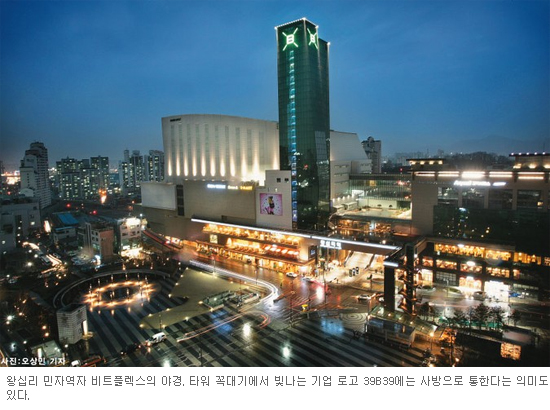 사진:오상민 기자
왕십리 민자역자 비트플렉스의 야경. 타워 꼭대기에서 빛나는 기업 로고 39B39에는 사방으로 통한다는 의미도
있다.